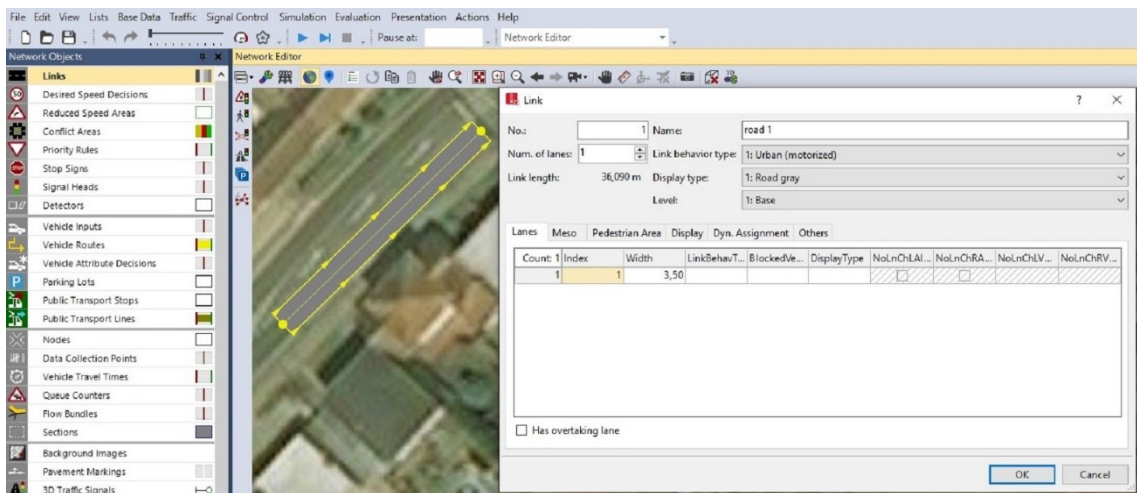 File Edit View Lists Base Data Traffic Signal Control Simulation Evaluation Presentation Actions Help
Pause at: Network Editor
Network Objects Network Editor
Links
Desired Speed Decisions
Reduced Speed Areas
Conflict Areas
Priority Rules
Stop Signs
Signal Heads
Detectors
Vehicle Inputs
Vehicle Routes
Vehicle Attribute Decisions
Parking Lots
Public Transport Stops
Public Transport Lines
Nodes
Data Collection Points
Vehicle Travel Times
Queue Counters
Flow Bundles
Sections
Background Images
Pavement Markings
3D Traffic Signals
Link ? ×
No.: 1 Name: road 1
Num. of lanes: 1 Link behavior type: 1: Urban (motorized)
Link length: 36,090 m Display type: 1: Road gray
Level: 1: Base
Lanes Meso Pedestrian Area Display Dyn. Assignment Others
Count: 1 Index Width LinkBehavT... BlockedVe... DisplayType NoLnChLAl... NoLnChRA... NoLnChLV... NoLnChRV...
1 1 3,50
Has overtaking lane
OK Cancel